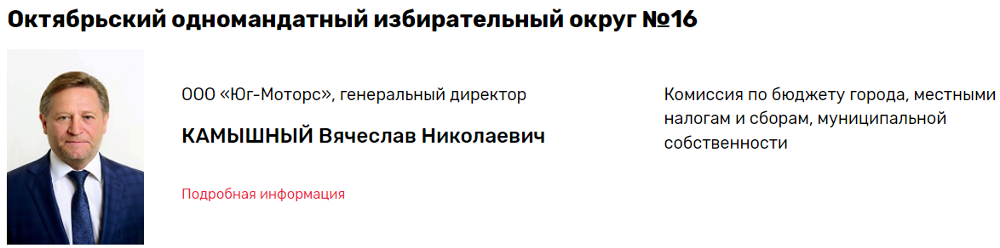 Октябрьский одномандатный избирательный округ №16
ООО «Юг-Моторс», генеральный директор
КАМЫШНЫЙ Вячеслав Николаевич
Подробная информация
Комиссия по бюджету города, местными
налогам и сборам, муниципальной
собственности